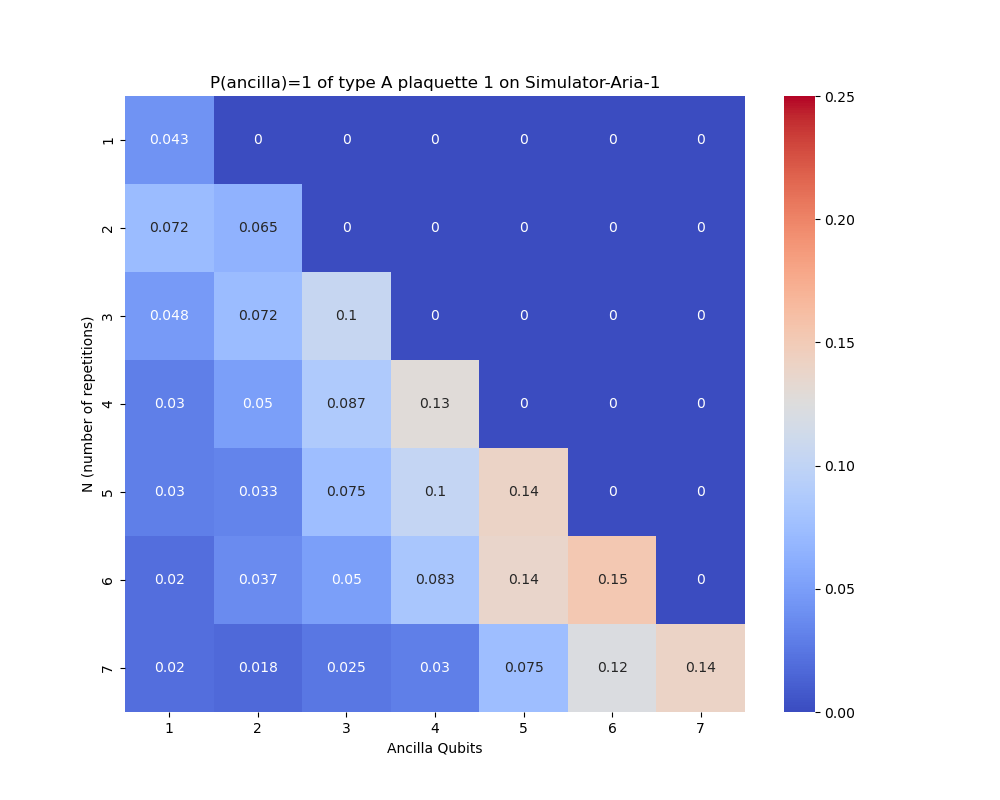 P(ancilla)=1 of type A plaquette 1 on Simulator-Aria-1
N (number of repetitions)
1 0.043 0 0 0 0 0 0
2 0.072 0.065 0 0 0 0 0
3 0.048 0.072 0.1 0 0 0 0
4 0.03 0.05 0.087 0.13 0 0 0
5 0.03 0.033 0.075 0.1 0.14 0 0
6 0.02 0.037 0.05 0.083 0.14 0.15 0
7 0.02 0.018 0.025 0.03 0.075 0.12 0.14
1 2 3 4 5 6 7
Ancilla Qubits
0.25
0.20
0.15
0.10
0.05
0.00